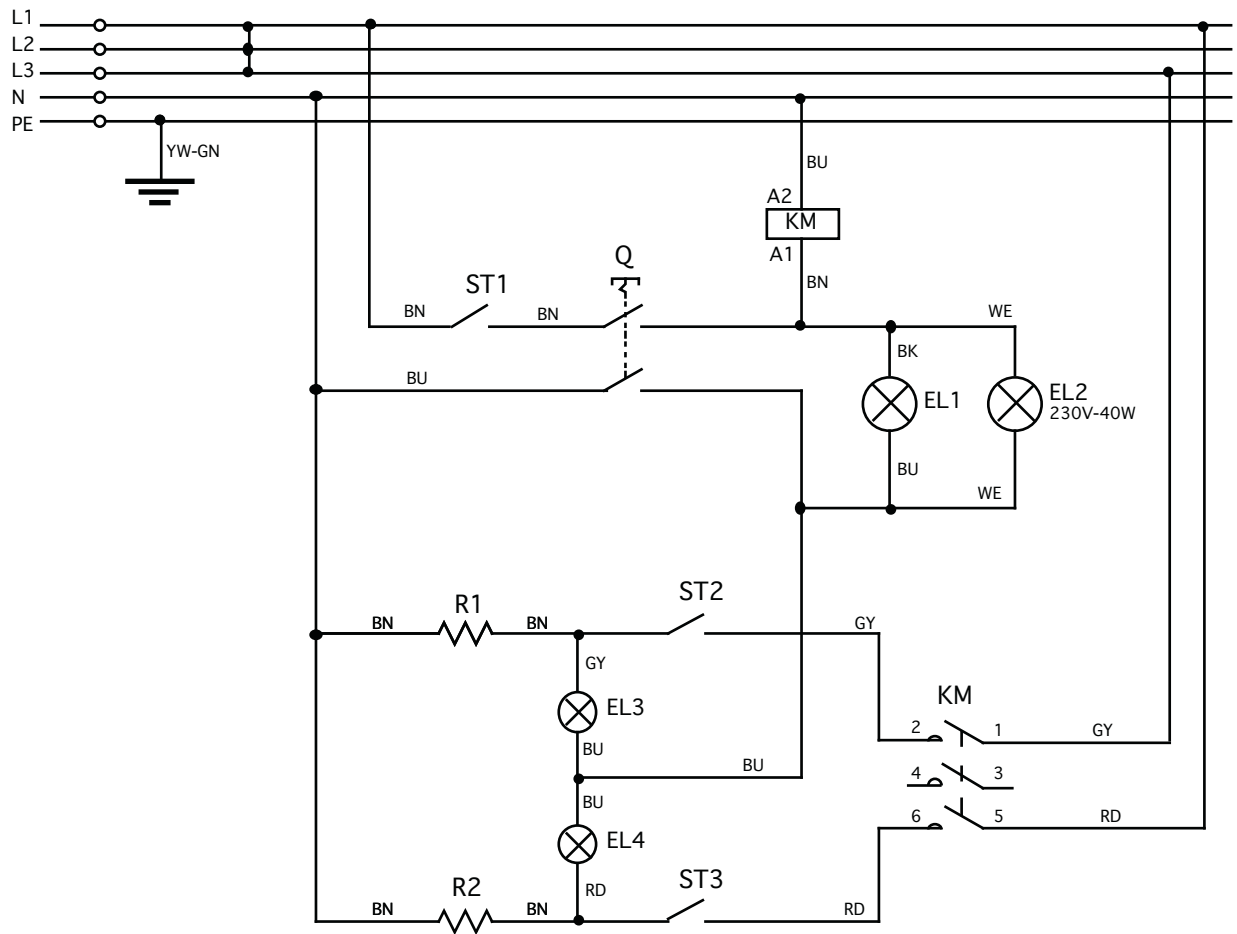 L1
L2
L3
N
PE
YW-GN
BU
A2
KM
A1
BN
Q
ST1
BN
BN
WE
BK
BU
EL1
EL2
230V-40W
BU
WE
ST2
R1
BN
BN
GY
GY
EL3
KM
2
1
GY
BU
BU
4
3
BU
6
5
RD
EL4
ST3
R2
RD
BN
BN
RD